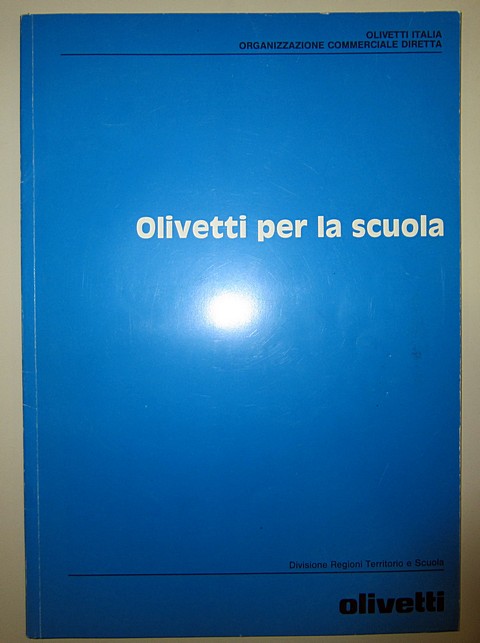 OLIVETTI ITALIA
ORGANIZZAZIONE COMMERCIALE DIRETTA
Olivetti per la scuola
Divisione Regioni Territorio e Scuola
olivetti